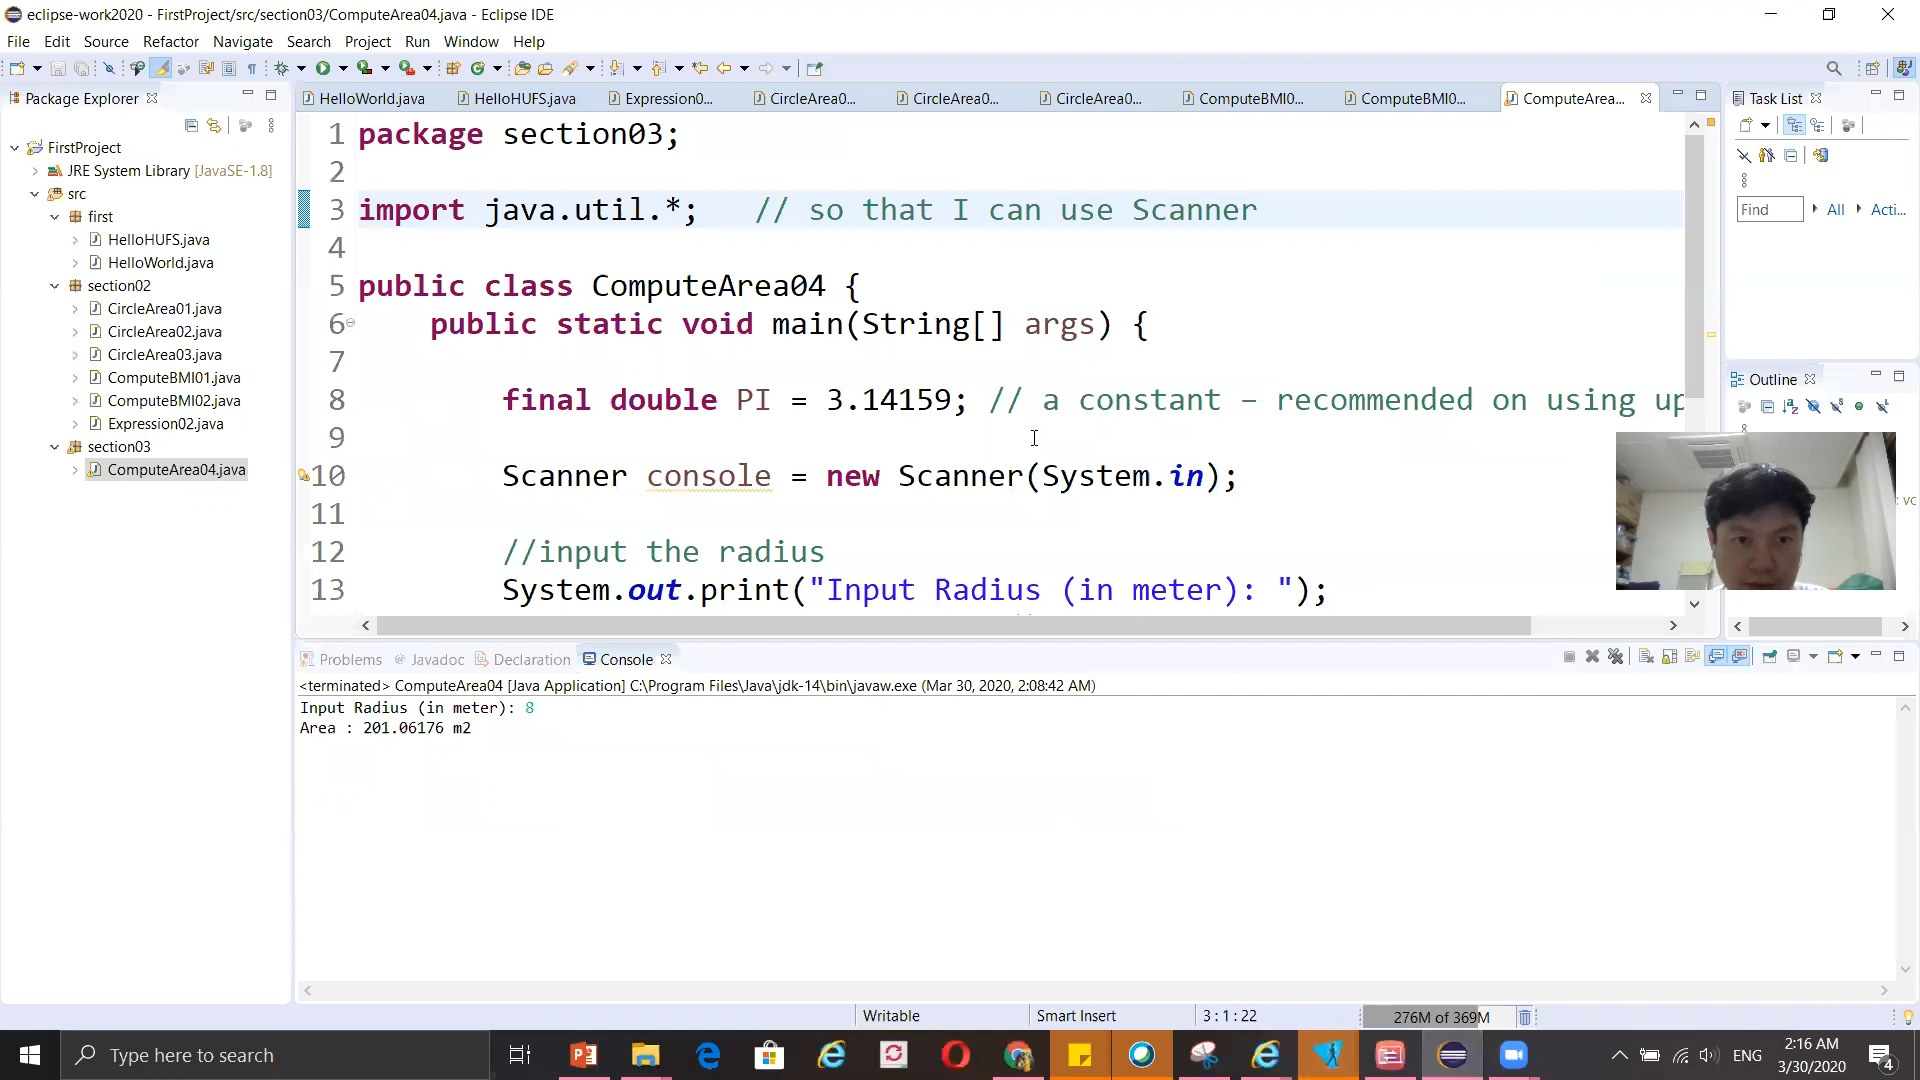 eclipse-work2020 - FirstProject/src/section03/ComputeArea04.java - Eclipse IDE
File Edit Source Refactor Navigate Search Project Run Window Help
Package Explorer
HelloWorld.java HelloHUFS.java Expression0... CircleArea0... CircleArea0... CircleArea0... ComputeBMI0... ComputeBMI0... ComputeArea...
Task List
FirstProject
JRE System Library [JavaSE-1.8]
src
first
HelloHUFS.java
HelloWorld.java
section02
CircleArea01.java
CircleArea02.java
CircleArea03.java
ComputeBMI01.java
ComputeBMI02.java
Expression02.java
section03
ComputeArea04.java
1 package section03;
2
3 import java.util.*; // so that I can use Scanner
4
5 public class ComputeArea04 {
6 public static void main(String[] args) {
7
8 final double PI = 3.14159; // a constant – recommended on using up
9
10 Scanner console = new Scanner(System.in);
11
12 //input the radius
13 System.out.print("Input Radius (in meter): ");
Find All Acti...
Outline
: vc
Problems @ Javadoc Declaration Console
<terminated> ComputeArea04 [Java Application] C:\Program Files\Java\jdk-14\bin\javaw.exe (Mar 30, 2020, 2:08:42 AM)
Input Radius (in meter): 8
Area : 201.06176 m2
Writable Smart Insert 3 : 1 : 22 276M of 369M
Type here to search
ENG
2:16 AM
3/30/2020
4